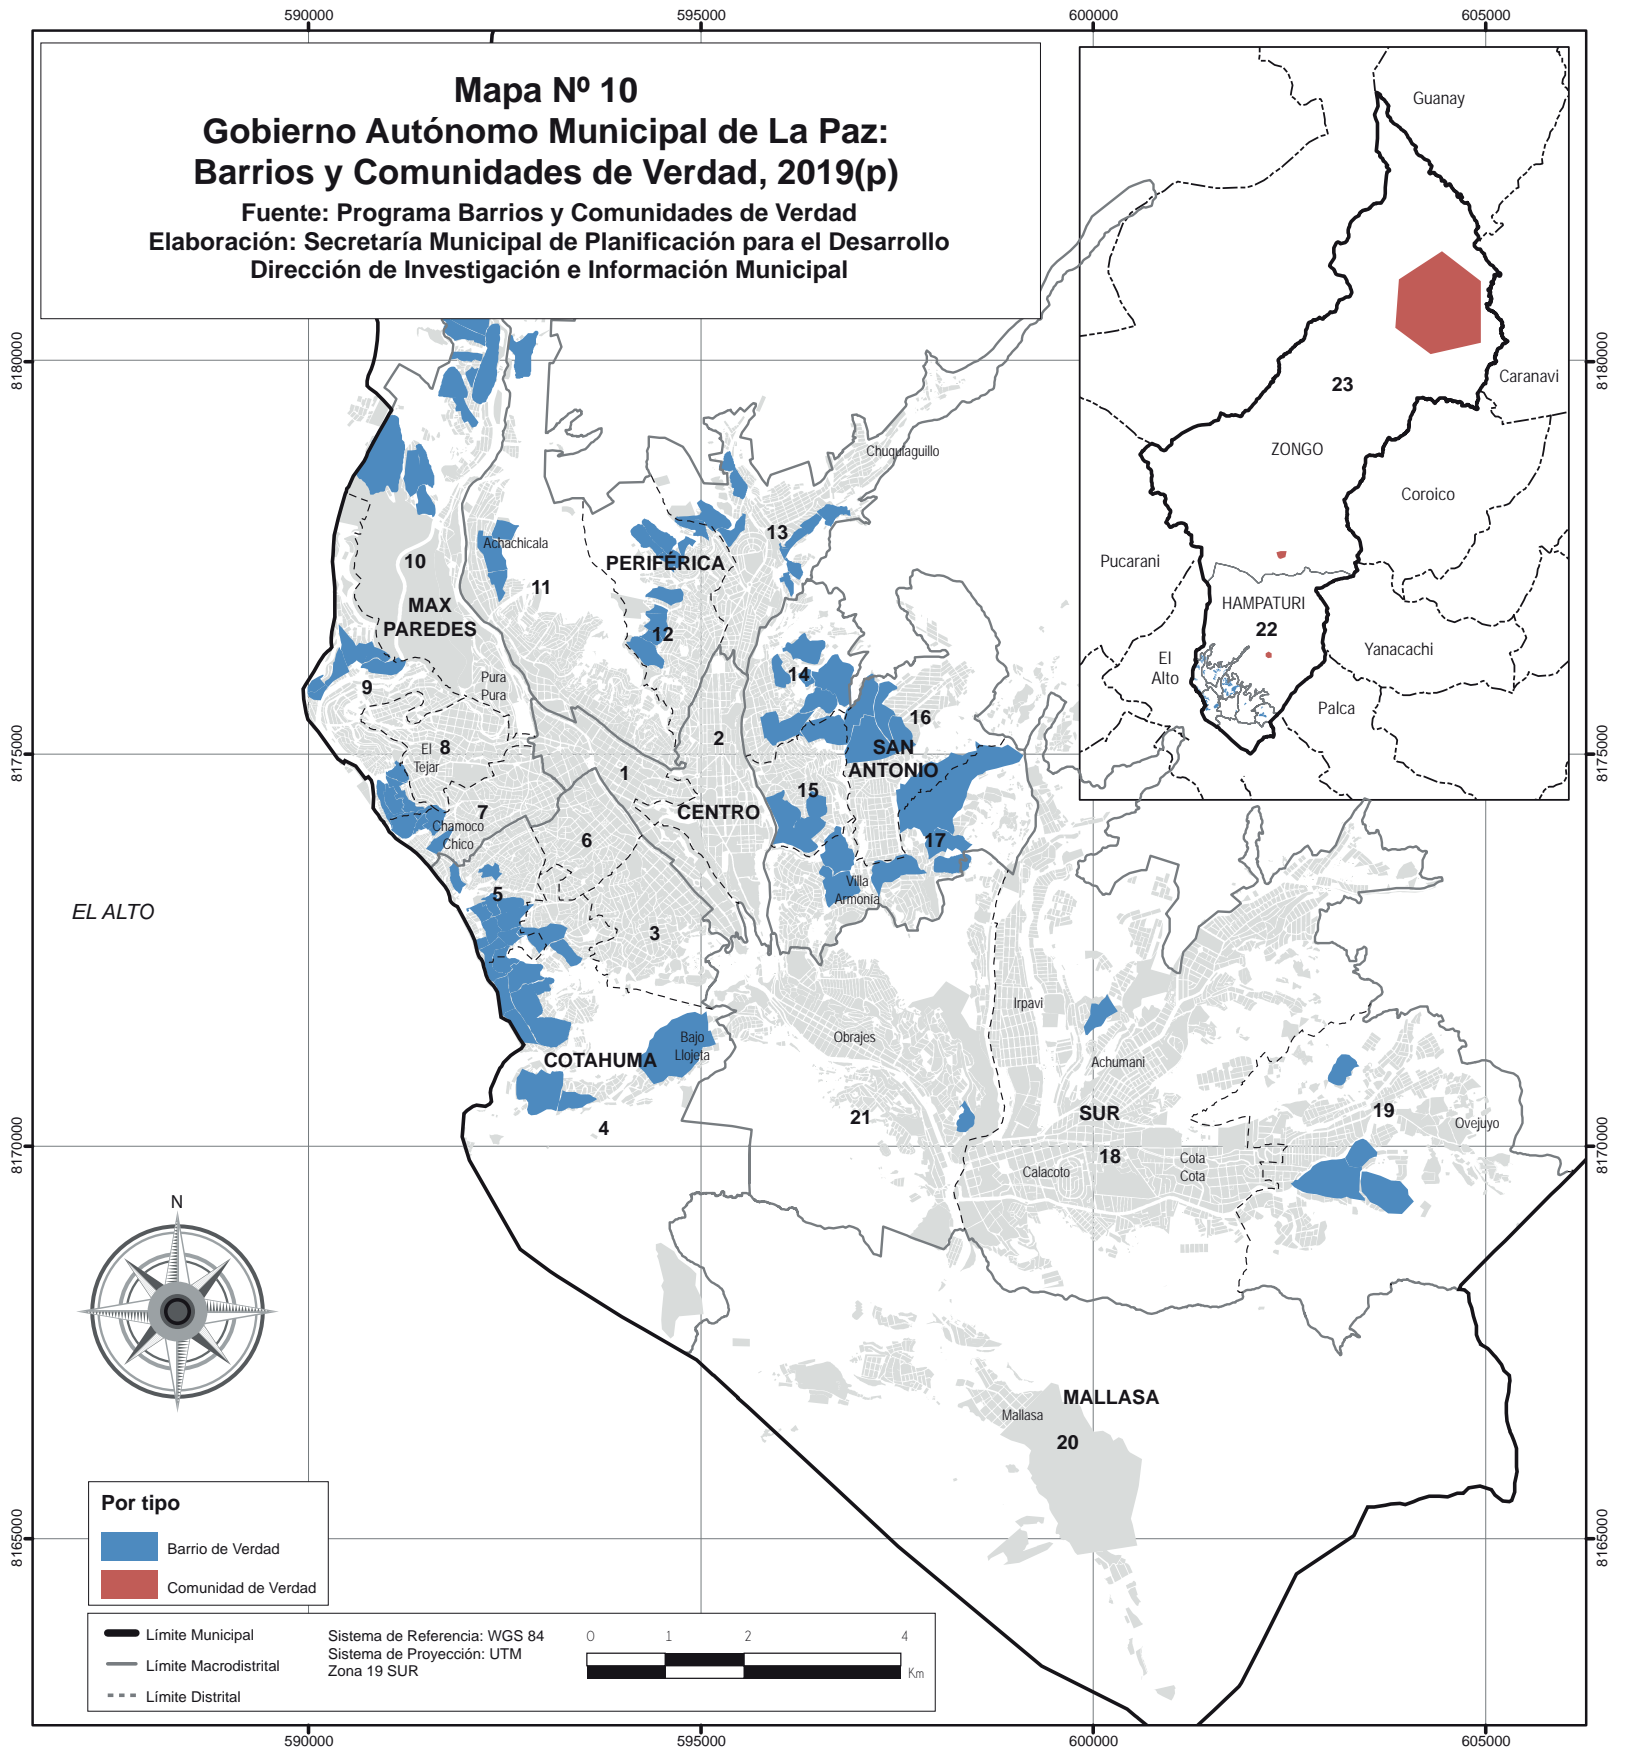 590000
595000
600000
605000
Mapa Nº 10
Gobierno Autónomo Municipal de La Paz:
Barrios y Comunidades de Verdad, 2019(p)
Fuente: Programa Barrios y Comunidades de Verdad
Elaboración: Secretaría Municipal de Planificación para el Desarrollo
Dirección de Investigación e Información Municipal
Guanay
8180000
8180000
Caranavi
23
ZONGO
Coroico
Pucarani
HAMPATURI
22
Yanacachi
El
Alto
Palca
Chuquiaguillo
13
Achachicala
PERIFÉRICA
10
11
MAX
PAREDES
12
14
Pura
Pura
9
16
2
8
El
Tejar
SAN
ANTONIO
8175000
8175000
1
15
7
CENTRO
Chamoco
Chico
6
17
Villa
Armonía
5
EL ALTO
3
Irpavi
Bajo
Llojeta
Obrajes
COTAHUMA
Achumani
SUR
19
21
4
Ovejuyo
8170000
8170000
18
Cota
Cota
Calacoto
N
MALLASA
Mallasa
20
8165000
8165000
Por tipo
Barrio de Verdad
Comunidad de Verdad
Límite Municipal
Límite Macrodistrital
Límite Distrital
Sistema de Referencia: WGS 84
Sistema de Proyección: UTM
Zona 19 SUR
0 1 2 4
Km
590000
595000
600000
605000